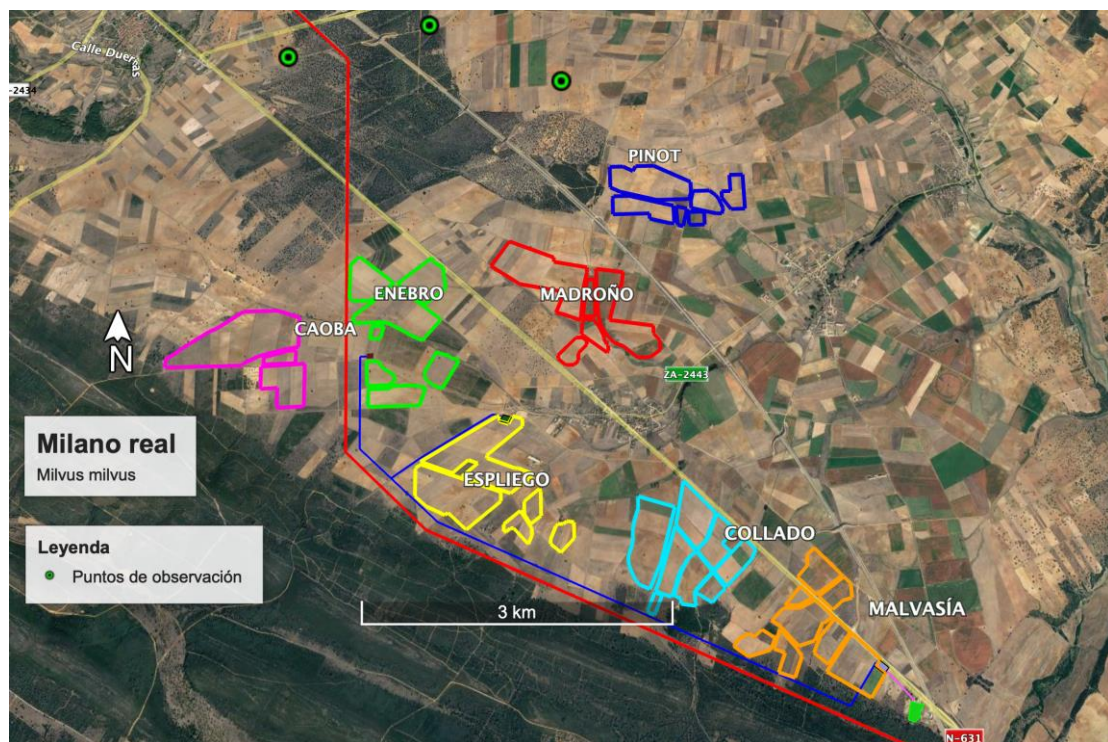 Calle Dueñas
-2434
PINOT
ENEBRO
MADROÑO
CAOBA
N
ZA-2443
Milano real
Milvus milvus
ESPLIEGO
COLLADO
Leyenda
Puntos de observación
3 km
MALVASÍA
N-631